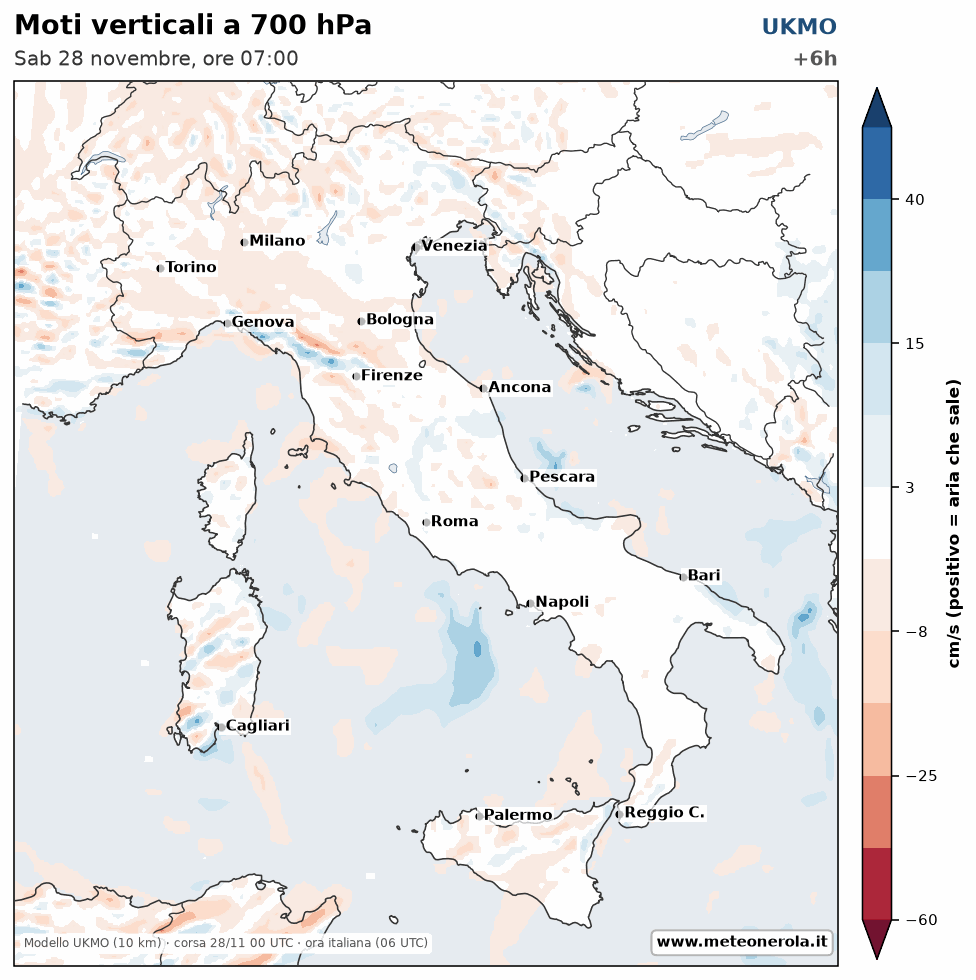 Moti verticali a 700 hPa
UKMO
Sab 28 novembre, ore 07:00
+6h
40
15
3
−8
−25
−60
cm/s (positivo = aria che sale)
Milano
Venezia
Torino
Genova
Bologna
Firenze
Ancona
Pescara
Roma
Bari
Napoli
Cagliari
Palermo
Reggio C.
Modello UKMO (10 km) · corsa 28/11 00 UTC · ora italiana (06 UTC)
www.meteonerola.it